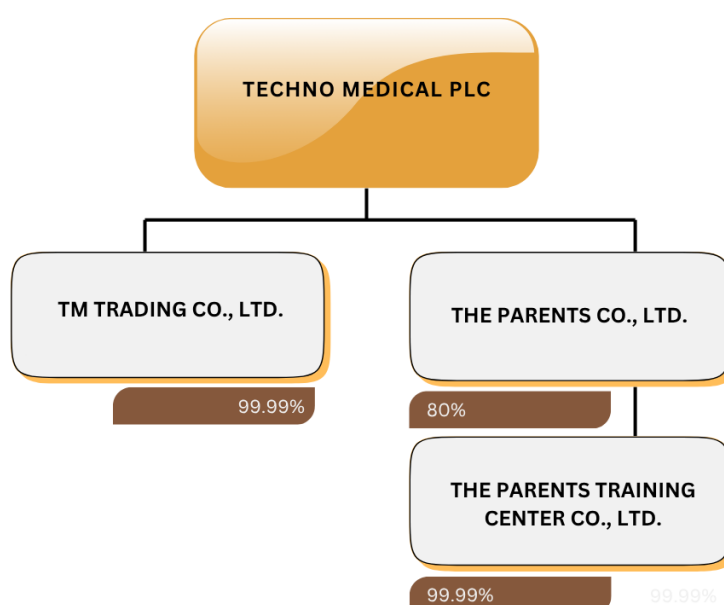 TECHNO MEDICAL PLC
TM TRADING CO., LTD.
99.99%
THE PARENTS CO., LTD.
80%
THE PARENTS TRAINING
CENTER CO., LTD.
99.99% 99.99%